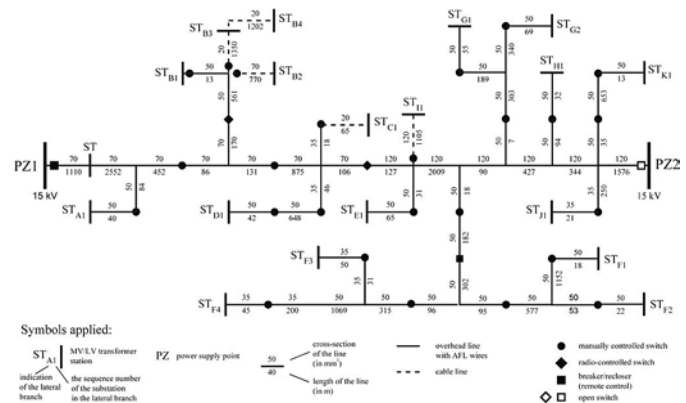 20
1202
ST_B4
ST_B3
20
1350
ST_B1
50
13
70
770
ST_B2
50
561
70
170
ST_G1
50
55
50
189
50
340
50
69
ST_G2
50
303
50
7
ST_H1
50
32
50
94
50
13
ST_K1
50
653
50
35
20
65
ST_C1
35
18
ST_I1
120
1105
PZ1
15 kV
70
1110
ST
70
2552
70
452
70
86
70
131
70
875
70
106
120
127
120
2009
120
90
120
427
120
344
120
1576
PZ2
15 kV
50
84
ST_A1
50
40
ST_D1
50
42
50
648
35
46
ST_E1
50
65
50
31
50
18
50
182
50
302
ST_J1
35
21
35
250
ST_F3
35
50
35
31
ST_F4
35
45
35
200
50
1069
50
315
50
96
50
95
50
577
50
53
50
22
ST_F2
50
1152
50
18
ST_F1
Symbols applied:
ST_A1
MV/LV transformer
station
indication
of the lateral
branch
the sequence number
of the substation
in the lateral branch
PZ power supply point
50
40
cross-section
of the line
(in mm²)
length of the line
(in m)
overhead line
with AFL wires
cable line
manually controlled switch
radio-controlled switch
breaker/recloser
(remote control)
open switch